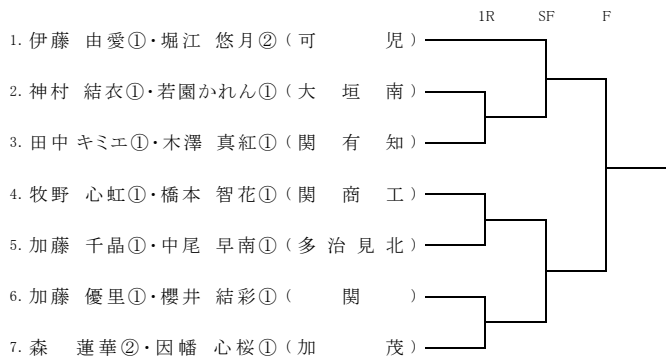 1R SF F
1. 伊藤 由愛①・堀江 悠月② (可 児)
2. 神村 結衣①・若園かれん① (大 垣 南)
3. 田中 キミエ①・木澤 真紅① (関 有 知)
4. 牧野 心虹①・橋本 智花① (関 商 工)
5. 加藤 千晶①・中尾 早南① (多 治 見 北)
6. 加藤 優里①・櫻井 結彩① (関)
7. 森 蓮華②・因幡 心桜① (加 茂)